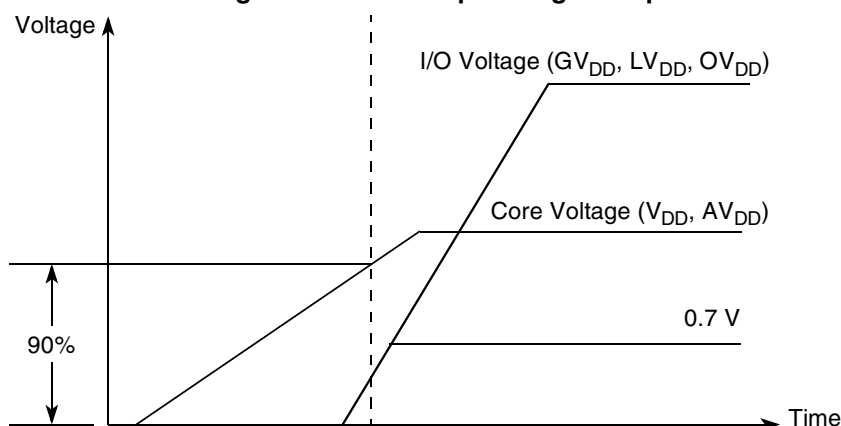 Voltage
I/O Voltage (GVDD, LVDD, OVDD)
Core Voltage (VDD, AVDD)
0.7 V
90%
Time